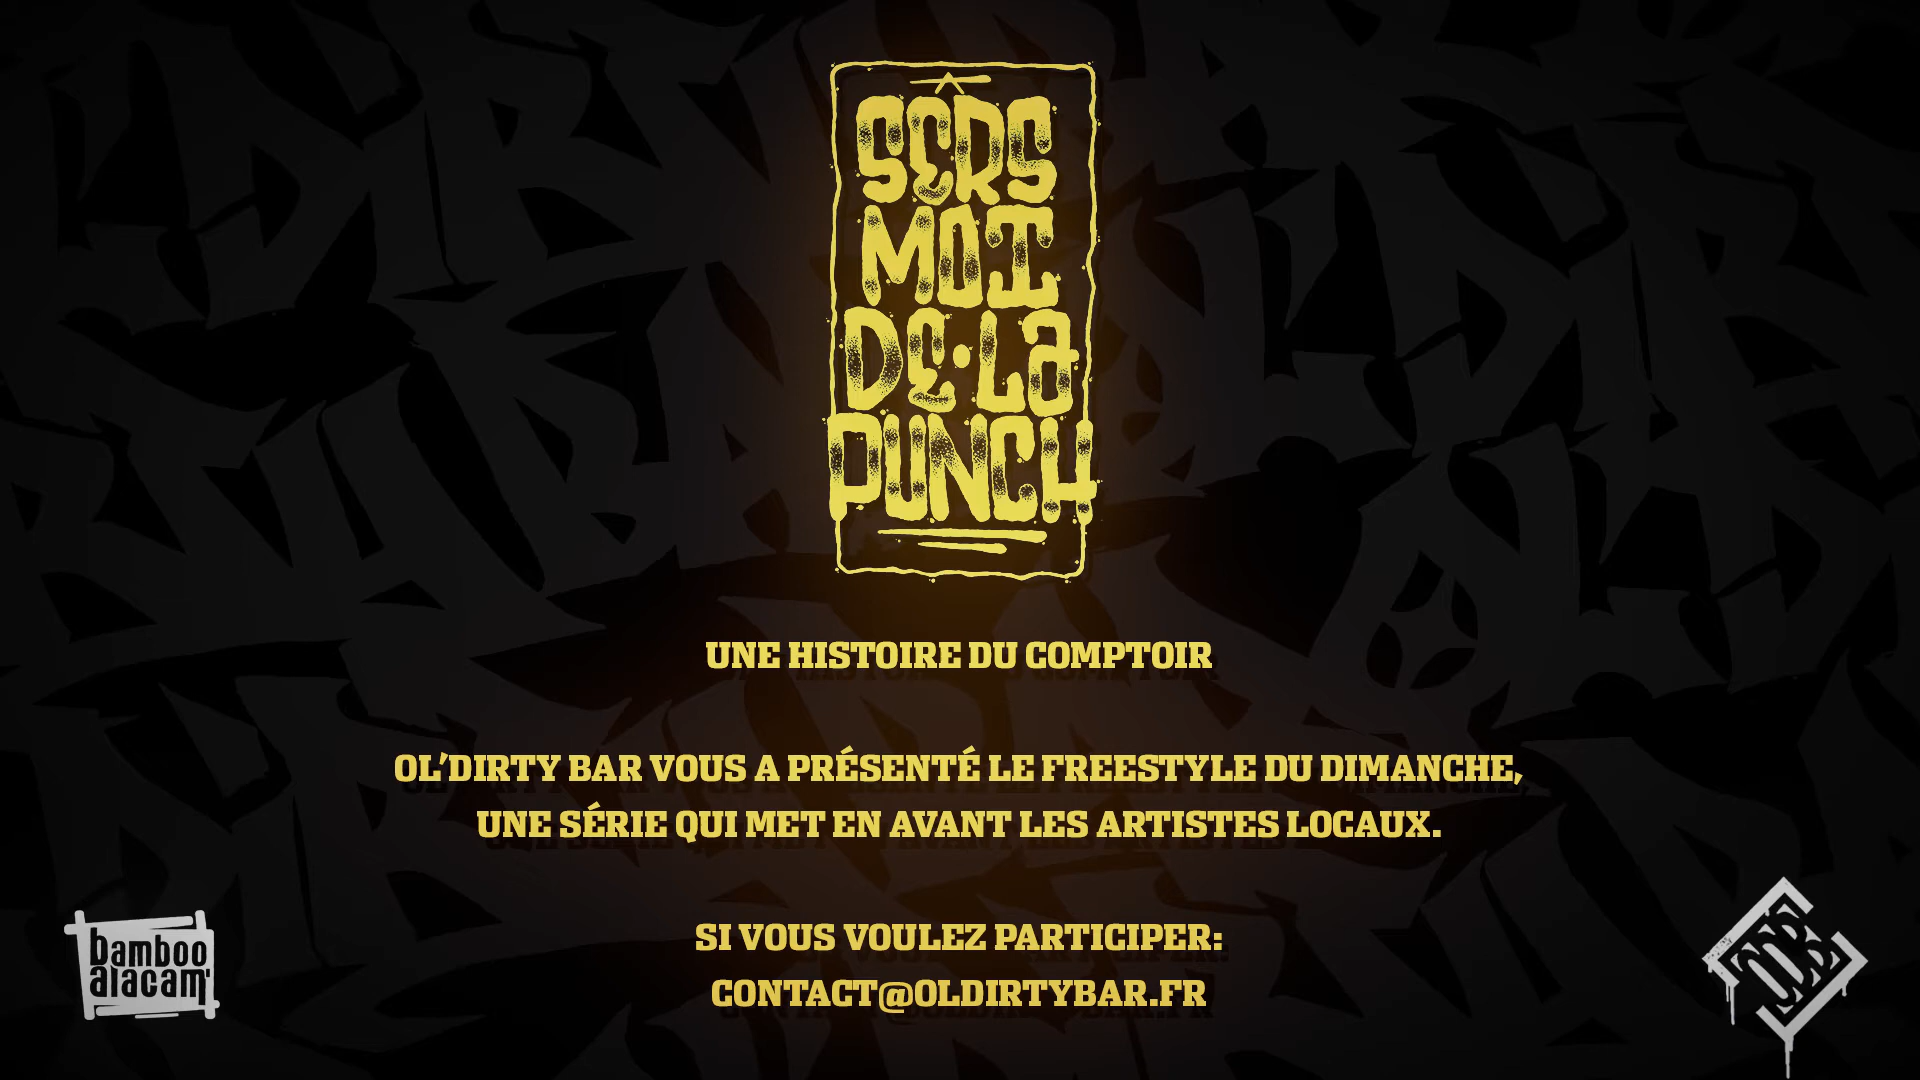 SERS
MOI
DE·La
PUNCH
UNE HISTOIRE DU COMPTOIR
OL'DIRTY BAR VOUS A PRÉSENTÉ LE FREESTYLE DU DIMANCHE,
UNE SÉRIE QUI MET EN AVANT LES ARTISTES LOCAUX.
SI VOUS VOULEZ PARTICIPER:
CONTACT@OLDIRTYBAR.FR
bamboo
alacam'
ODB